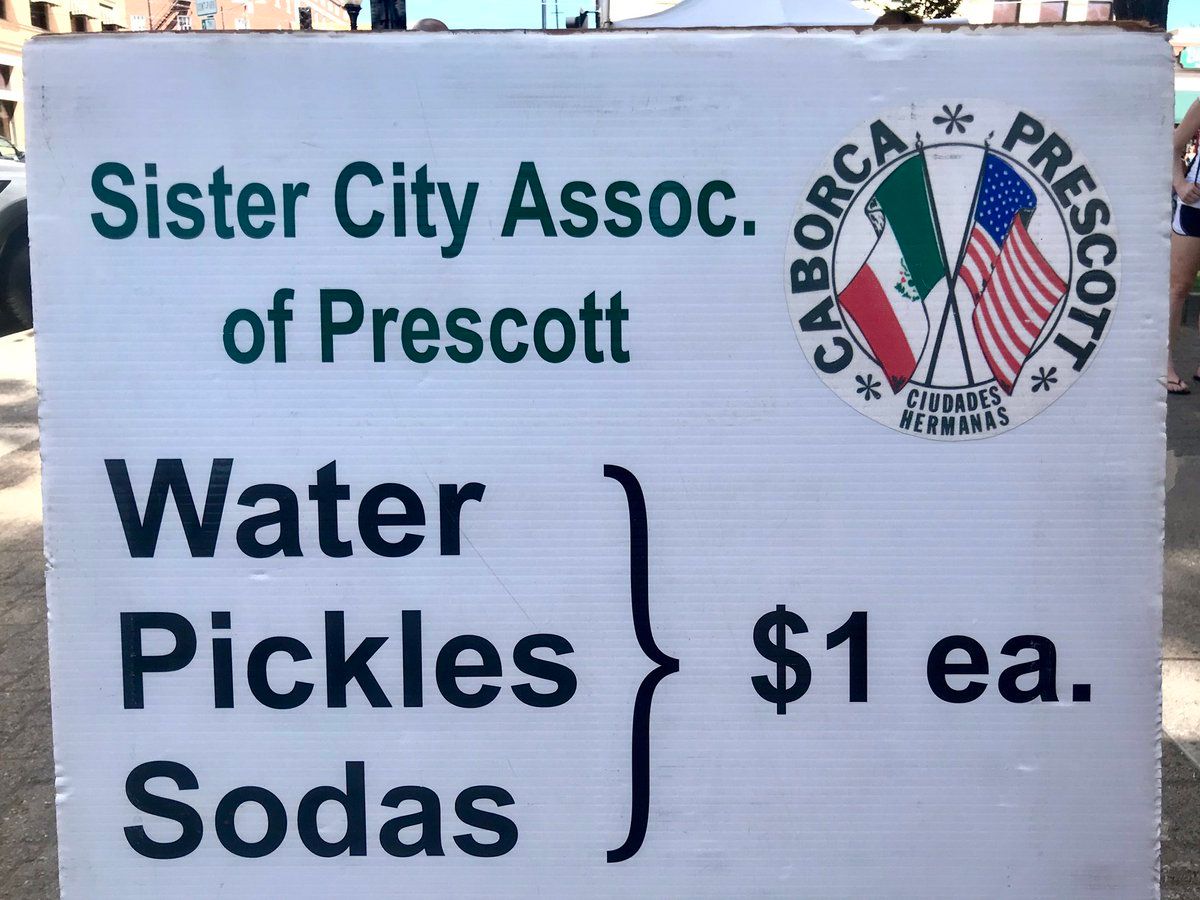 Sister City Assoc.
of Prescott
CABORCA * PRESCOTT *
CIUDADES
HERMANAS *
Water
Pickles
Sodas
} $1 ea.